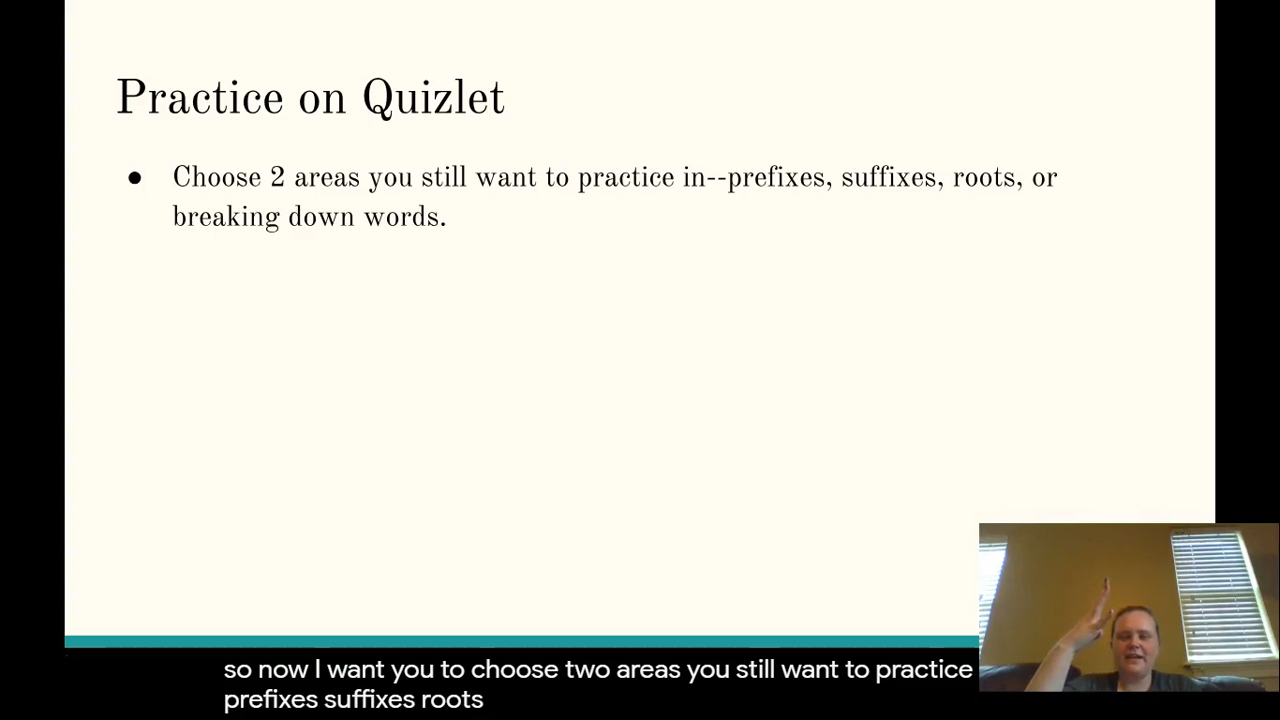 Practice on Quizlet
● Choose 2 areas you still want to practice in--prefixes, suffixes, roots, or
breaking down words.
so now I want you to choose two areas you still want to practice
prefixes suffixes roots